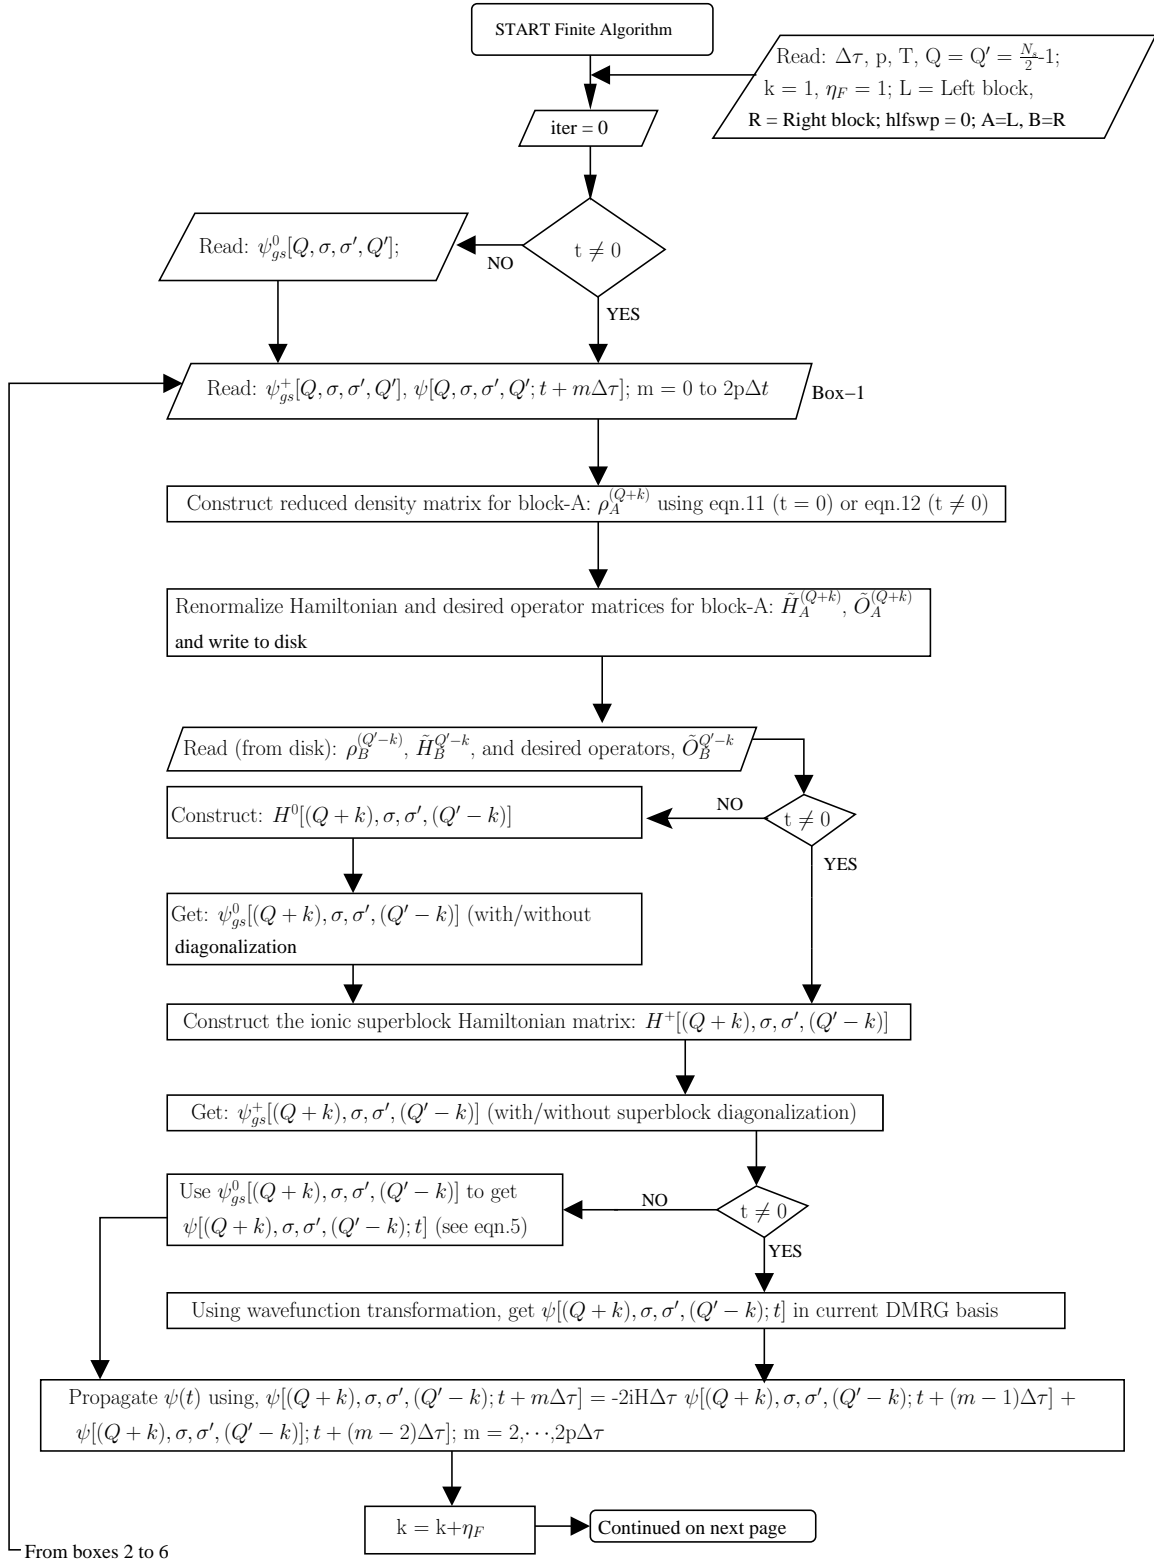 START Finite Algorithm
Read: Δτ, p, T, Q = Q′ = N_s/2 -1;
k = 1, η_F = 1; L = Left block,
R = Right block; hlfswp = 0; A=L, B=R
iter = 0
t ≠ 0
NO
YES
Read: ψ⁰_gs[Q, σ, σ′, Q′];
Read: ψ⁺_gs[Q, σ, σ′, Q′], ψ[Q, σ, σ′, Q′; t + mΔτ]; m = 0 to 2pΔt
Box−1
Construct reduced density matrix for block-A: ρ_A^(Q+k) using eqn.11 (t = 0) or eqn.12 (t ≠ 0)
Renormalize Hamiltonian and desired operator matrices for block-A: H̃_A^(Q+k), Õ_A^(Q+k)
and write to disk
Read (from disk): ρ_B^(Q′−k), H̃_B^Q′−k, and desired operators, Õ_B^Q′−k
t ≠ 0
NO
YES
Construct: H⁰[(Q + k), σ, σ′, (Q′ − k)]
Get: ψ⁰_gs[(Q + k), σ, σ′, (Q′ − k)] (with/without
diagonalization
Construct the ionic superblock Hamiltonian matrix: H⁺[(Q + k), σ, σ′, (Q′ − k)]
Get: ψ⁺_gs[(Q + k), σ, σ′, (Q′ − k)] (with/without superblock diagonalization)
t ≠ 0
NO
YES
Use ψ⁰_gs[(Q + k), σ, σ′, (Q′ − k)] to get
ψ[(Q + k), σ, σ′, (Q′ − k); t] (see eqn.5)
Using wavefunction transformation, get ψ[(Q + k), σ, σ′, (Q′ − k); t] in current DMRG basis
Propagate ψ(t) using, ψ[(Q + k), σ, σ′, (Q′ − k); t + mΔτ] = -2iHΔτ ψ[(Q + k), σ, σ′, (Q′ − k); t + (m − 1)Δτ] +
ψ[(Q + k), σ, σ′, (Q′ − k)]; t + (m − 2)Δτ]; m = 2,···,2pΔτ
k = k+η_F
Continued on next page
From boxes 2 to 6